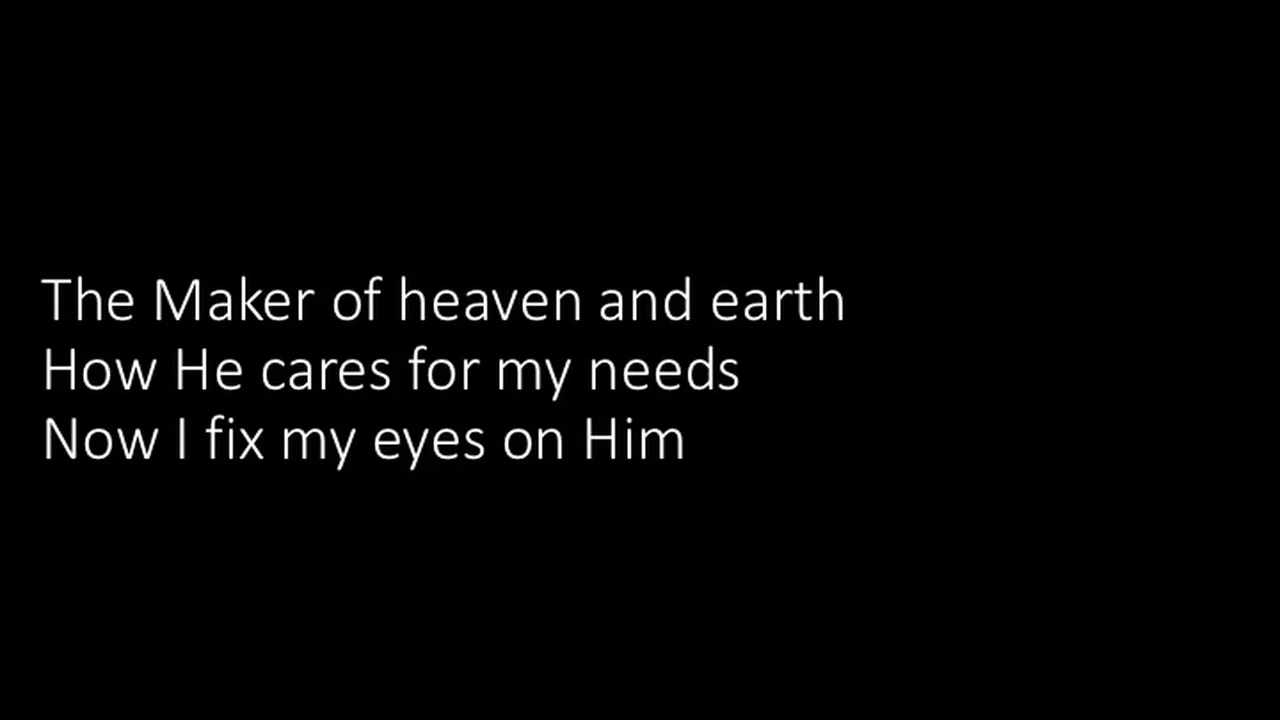 The Maker of heaven and earth
How He cares for my needs
Now I fix my eyes on Him